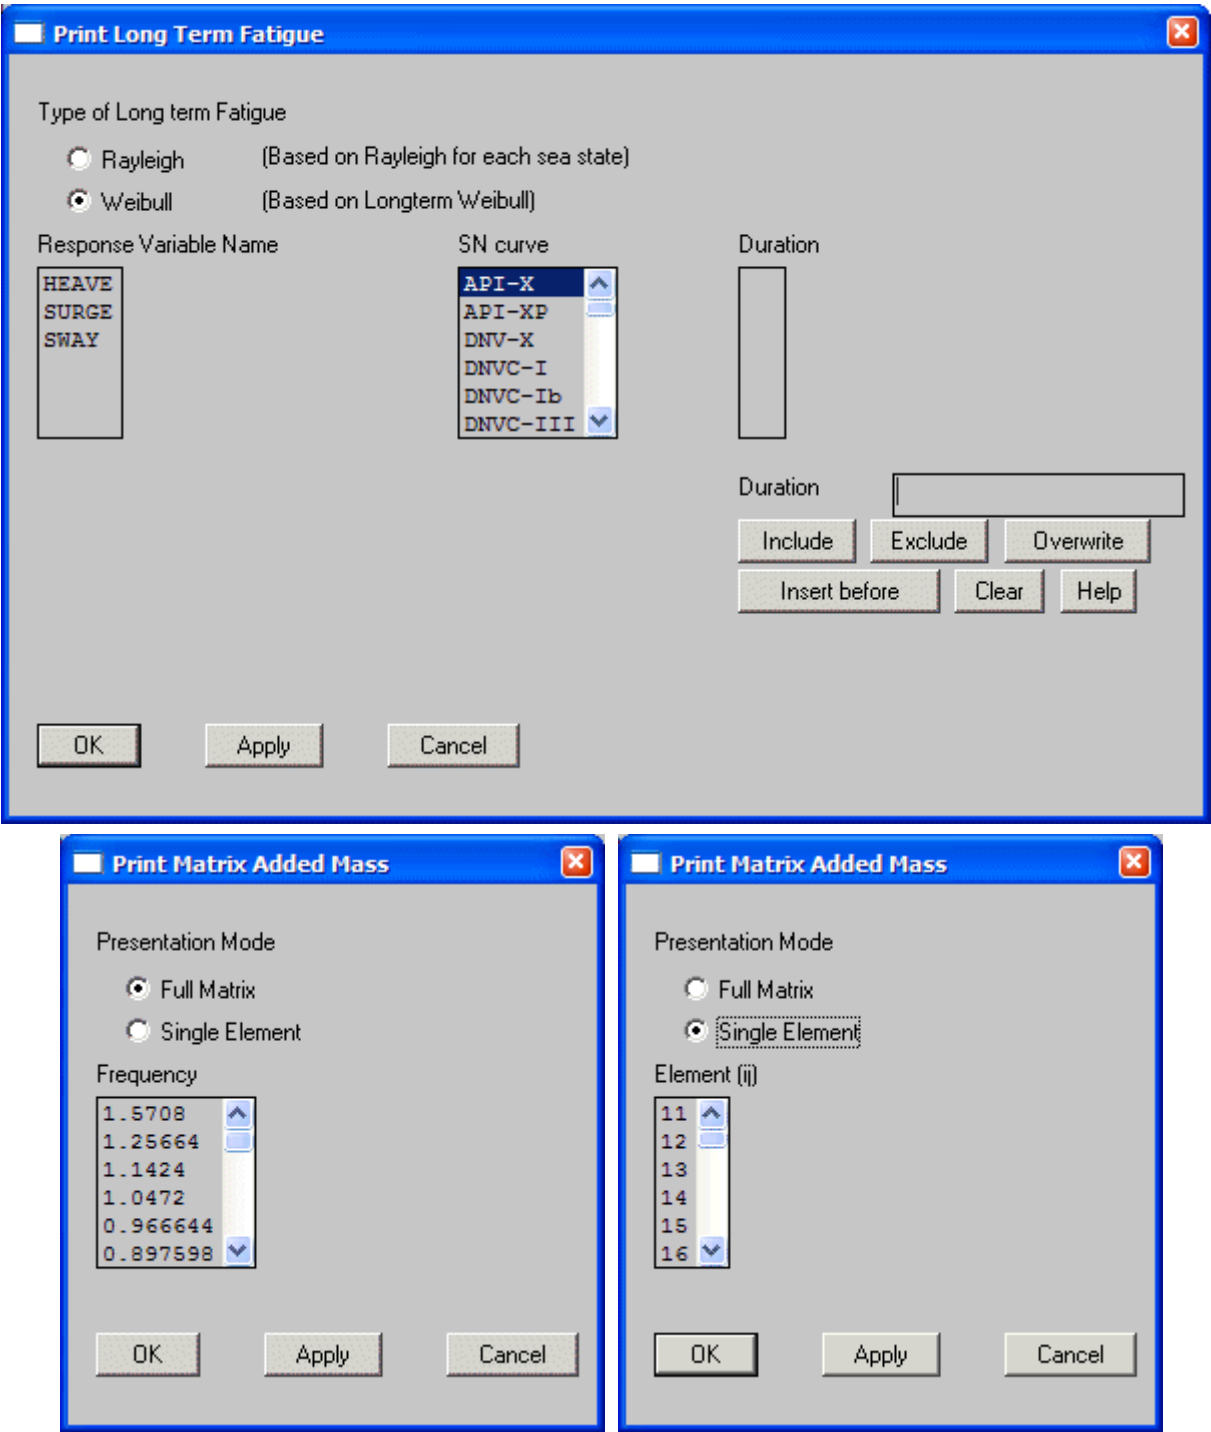 Print Long Term Fatigue
Type of Long term Fatigue
Rayleigh (Based on Rayleigh for each sea state)
Weibull (Based on Longterm Weibull)
Response Variable Name SN curve Duration
HEAVE API-X
SURGE API-XP
SWAY DNV-X
DNVC-I
DNVC-Ib
DNVC-III
Duration
Include Exclude Overwrite
Insert before Clear Help
OK Apply Cancel
Print Matrix Added Mass
Presentation Mode
Full Matrix
Single Element
Frequency
1.5708
1.25664
1.1424
1.0472
0.966644
0.897598
OK Apply Cancel
Print Matrix Added Mass
Presentation Mode
Full Matrix
Single Element
Element (ij)
11
12
13
14
15
16
OK Apply Cancel